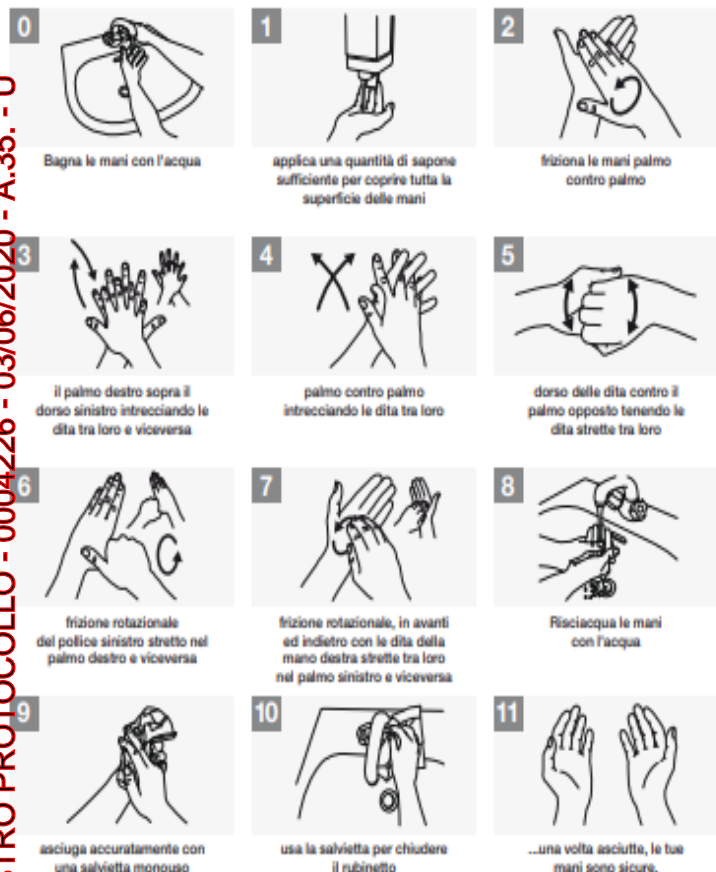 0
Bagna le mani con l'acqua
1
applica una quantità di sapone
sufficiente per coprire tutta la
superficie delle mani
2
friziona le mani palmo
contro palmo
3
il palmo destro sopra il
dorso sinistro intrecciando le
dita tra loro e viceversa
4
palmo contro palmo
intrecciando le dita tra loro
5
dorso delle dita contro il
palmo opposto tenendo le
dita strette tra loro
6
frizione rotazionale
del pollice sinistro stretto nel
palmo destro e viceversa
7
frizione rotazionale, in avanti
ed indietro con le dita della
mano destra strette tra loro
nel palmo sinistro e viceversa
8
Risciacqua le mani
con l'acqua
9
asciuga accuratamente con
una salvietta monouso
10
usa la salvietta per chiudere
il rubinetto
11
...una volta asciutte, le tue
mani sono sicure.
STRO PROTOCOLLO - 0004226 - 03/06/2020 - A.35. - U